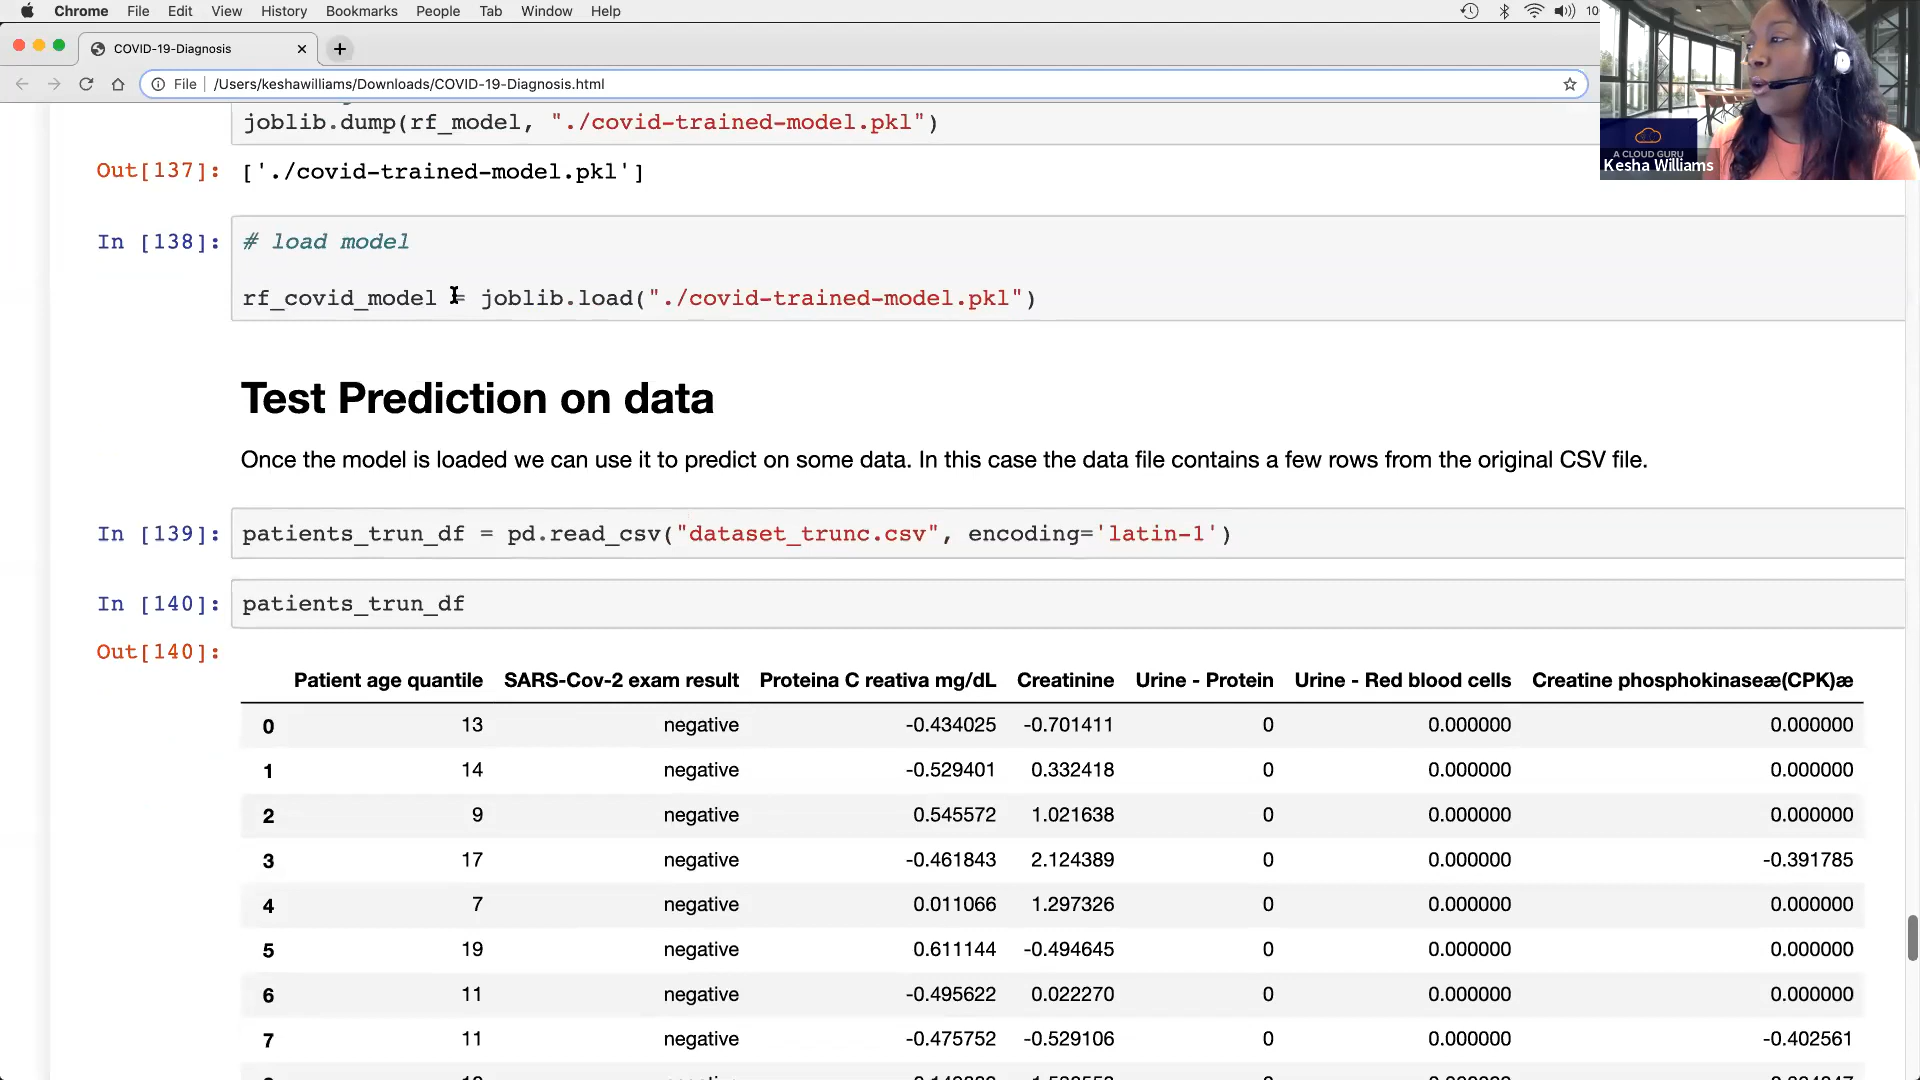 Chrome File Edit View History Bookmarks People Tab Window Help 10
COVID-19-Diagnosis
File /Users/keshawilliams/Downloads/COVID-19-Diagnosis.html
A CLOUD GURU
Kesha Williams
joblib.dump(rf_model, "./covid-trained-model.pkl")
Out[137]: ['./covid-trained-model.pkl']
In [138]: # load model
rf_covid_model = joblib.load("./covid-trained-model.pkl")
Test Prediction on data
Once the model is loaded we can use it to predict on some data. In this case the data file contains a few rows from the original CSV file.
In [139]: patients_trun_df = pd.read_csv("dataset_trunc.csv", encoding='latin-1')
In [140]: patients_trun_df
Out[140]:
Patient age quantile SARS-Cov-2 exam result Proteina C reativa mg/dL Creatinine Urine - Protein Urine - Red blood cells Creatine phosphokinaseæ(CPK)æ
0 13 negative -0.434025 -0.701411 0 0.000000 0.000000
1 14 negative -0.529401 0.332418 0 0.000000 0.000000
2 9 negative 0.545572 1.021638 0 0.000000 0.000000
3 17 negative -0.461843 2.124389 0 0.000000 -0.391785
4 7 negative 0.011066 1.297326 0 0.000000 0.000000
5 19 negative 0.611144 -0.494645 0 0.000000 0.000000
6 11 negative -0.495622 0.022270 0 0.000000 0.000000
7 11 negative -0.475752 -0.529106 0 0.000000 -0.402561